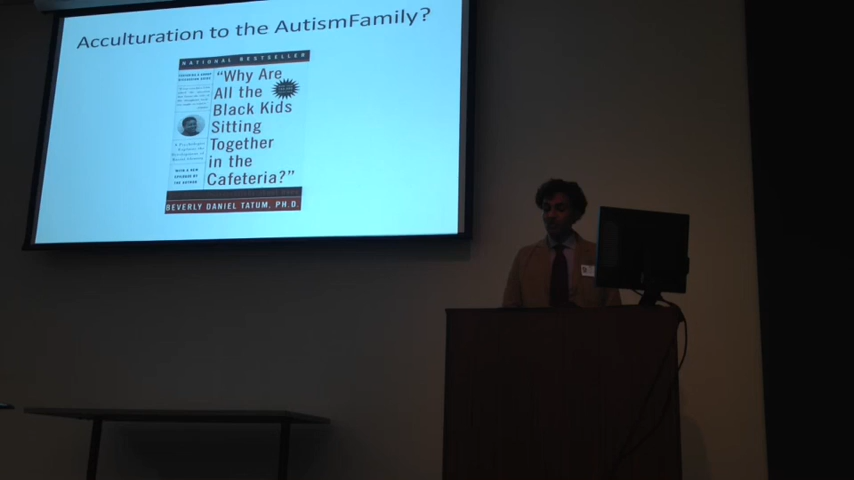 Acculturation to the AutismFamily?
NATIONAL BESTSELLER
"Why Are
All the
Black Kids
Sitting
Together
in the
Cafeteria?"
WITH A NEW
EPILOGUE BY
THE AUTHOR
BEVERLY DANIEL TATUM, PH.D.